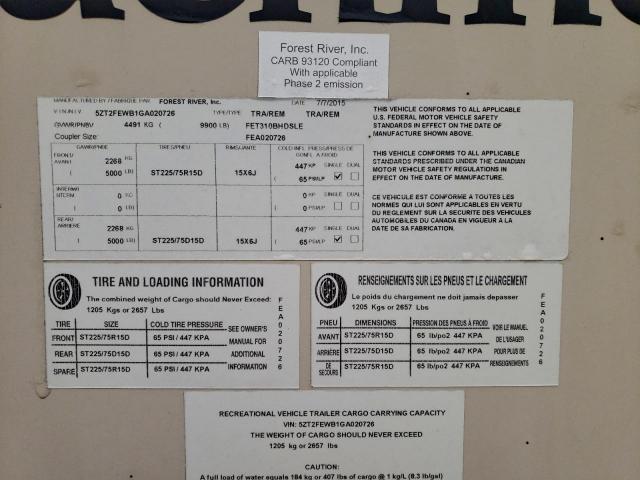 Forest River, Inc.
CARB 93120 Compliant
With applicable
Phase 2 emission
MANUFACTURED BY / FABRIQUE PAR FOREST RIVER, Inc. DATE 7/7/2015
V.I.N./N.I.V. 5ZT2FEWB1GA020726 TYPE/TYPE TRA/REM TRA/REM
GVWR/PNBV 4491 KG ( 9900 LB) FET310BHDSLE
Coupler Size: FEA020726
GAWR/PNBE TIRES/PNEU RIMS/JANTE COLD INFL. PRESS/PRESS DE GONFL A FROID
FRONT/AVANT 2268 KG 447 KP SINGLE DUAL
( 5000 LB) ST225/75R15D 15X6J ( 65 PSI/LP
INTERM/INTERM. 0 KG 0 KP SINGLE DUAL
( 0 LB) ( 0 PSI/LP
REAR/ARRIERE 2268 KG 447 KP SINGLE DUAL
( 5000 LB) ST225/75D15D 15X6J ( 65 PSI/LP
THIS VEHICLE CONFORMS TO ALL APPLICABLE
U.S. FEDERAL MOTOR VEHICLE SAFETY
STANDARDS IN EFFECT ON THE DATE OF
MANUFACTURE SHOWN ABOVE.
THIS VEHICLE CONFORMS TO ALL APPLICABLE
STANDARDS PRESCRIBED UNDER THE CANADIAN
MOTOR VEHICLE SAFETY REGULATIONS IN
EFFECT ON THE DATE OF MANUFACTURE.
CE VEHICULE EST CONFORME A TOUTES LES
NORMES QUI LUI SONT APPLICABLES EN VERTU
DU REGLEMENT SUR LA SECURITE DES VEHICULES
AUTOMOBILES DU CANADA EN VIGUEUR À LA
DATE DE SA FABRICATION.
TIRE AND LOADING INFORMATION
The combined weight of Cargo should Never Exceed:
1205 Kgs or 2657 Lbs
TIRE SIZE COLD TIRE PRESSURE
FRONT ST225/75R15D 65 PSI / 447 KPA
REAR ST225/75D15D 65 PSI / 447 KPA
SPARE ST225/75R15D 65 PSI / 447 KPA
SEE OWNER'S
MANUAL FOR
ADDITIONAL
INFORMATION
FEA020726
RENSEIGNEMENTS SUR LES PNEUS ET LE CHARGEMENT
Le poids du chargement ne doit jamais depasser
1205 Kgs or 2657 Lbs
PNEU DIMENSIONS PRESSION DES PNEUS À FROID
AVANT ST225/75R15D 65 lb/po2 447 KPA
ARRIÈRE ST225/75D15D 65 lb/po2 447 KPA
DE SECOURS ST225/75R15D 65 lb/po2 447 KPA
VOIR LE MANUEL
DE L'USAGER
POUR PLUS DE
RENSEIGNEMENTS
FEA020726
RECREATIONAL VEHICLE TRAILER CARGO CARRYING CAPACITY
VIN: 5ZT2FEWB1GA020726
THE WEIGHT OF CARGO SHOULD NEVER EXCEED
1205 kg or 2657 lbs
CAUTION:
A full load of water equals 184 kg or 407 lbs of cargo @ 1 kg/L (8.3 lb/gal)